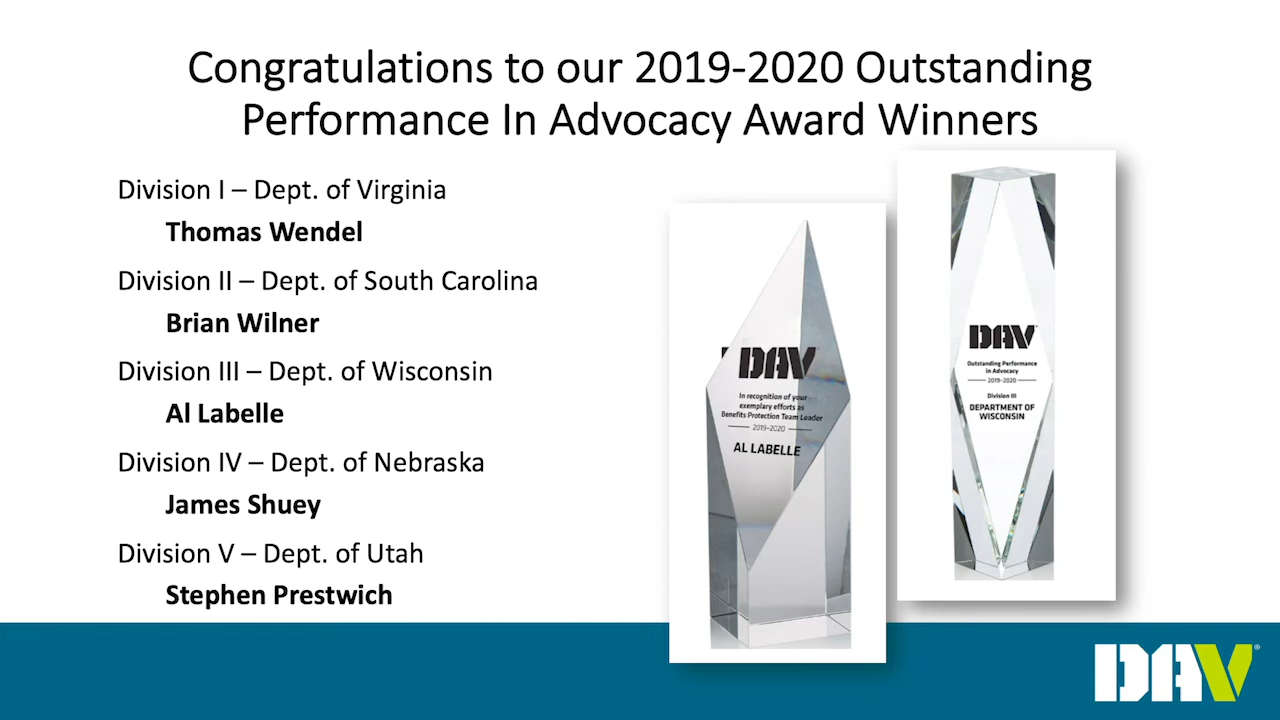 Congratulations to our 2019-2020 Outstanding
Performance In Advocacy Award Winners
Division I – Dept. of Virginia
Thomas Wendel
Division II – Dept. of South Carolina
Brian Wilner
Division III – Dept. of Wisconsin
Al Labelle
Division IV – Dept. of Nebraska
James Shuey
Division V – Dept. of Utah
Stephen Prestwich
DAV
In recognition of your
exemplary efforts as
Benefits Protection Team Leader
2019-2020
AL LABELLE
DAV
Outstanding Performance
in Advocacy
2019-2020
Division III
DEPARTMENT OF
WISCONSIN
DAV®